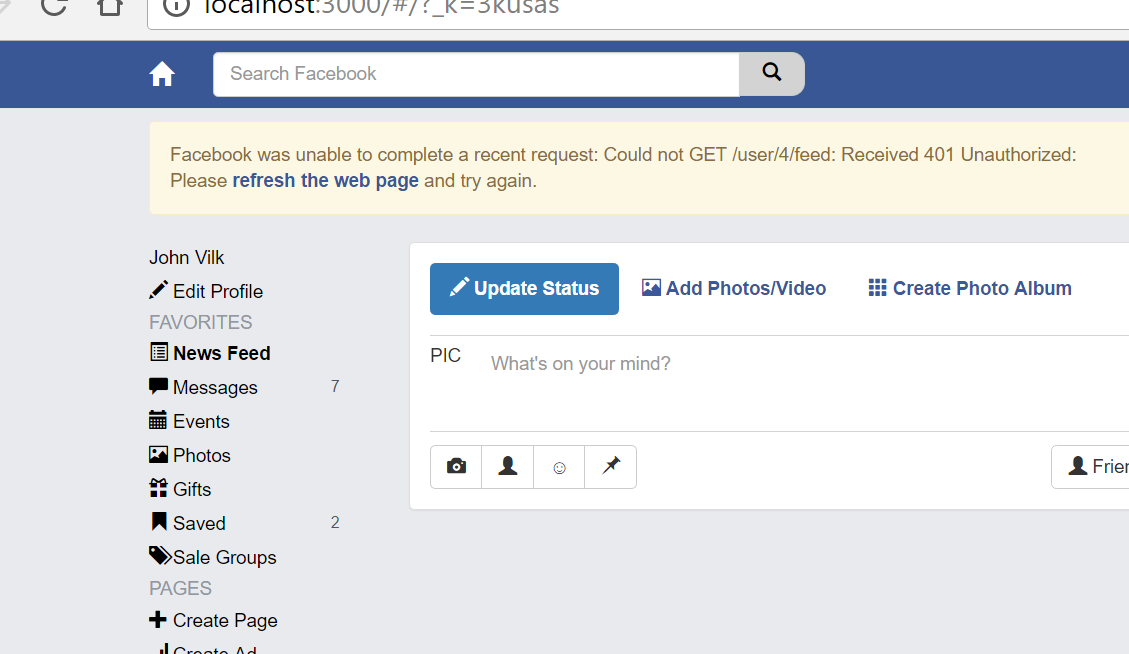 localhost:3000/#/?_k=3kusas
Search Facebook
Facebook was unable to complete a recent request: Could not GET /user/4/feed: Received 401 Unauthorized:
Please refresh the web page and try again.
John Vilk
Edit Profile
FAVORITES
News Feed
Messages 7
Events
Photos
Gifts
Saved 2
Sale Groups
PAGES
Create Page
Create Ad
Update Status Add Photos/Video Create Photo Album
PIC What's on your mind?
Frien